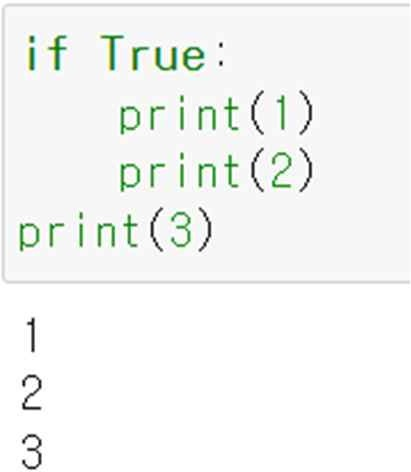 if True:
    print(1)
    print(2)
print(3)
1
2
3